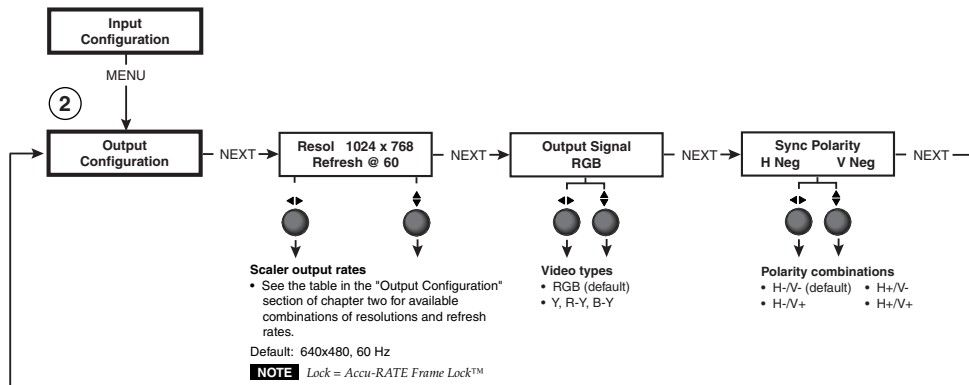 Input
Configuration
MENU
2
Output
Configuration
NEXT
Resol 1024 x 768
Refresh @ 60
NEXT
Output Signal
RGB
NEXT
Sync Polarity
H Neg V Neg
NEXT
Scaler output rates
• See the table in the "Output Configuration"
section of chapter two for available
combinations of resolutions and refresh
rates.
Default: 640x480, 60 Hz
NOTE Lock = Accu-RATE Frame Lock™
Video types
• RGB (default)
• Y, R-Y, B-Y
Polarity combinations
• H-/V- (default) • H+/V-
• H-/V+ • H+/V+